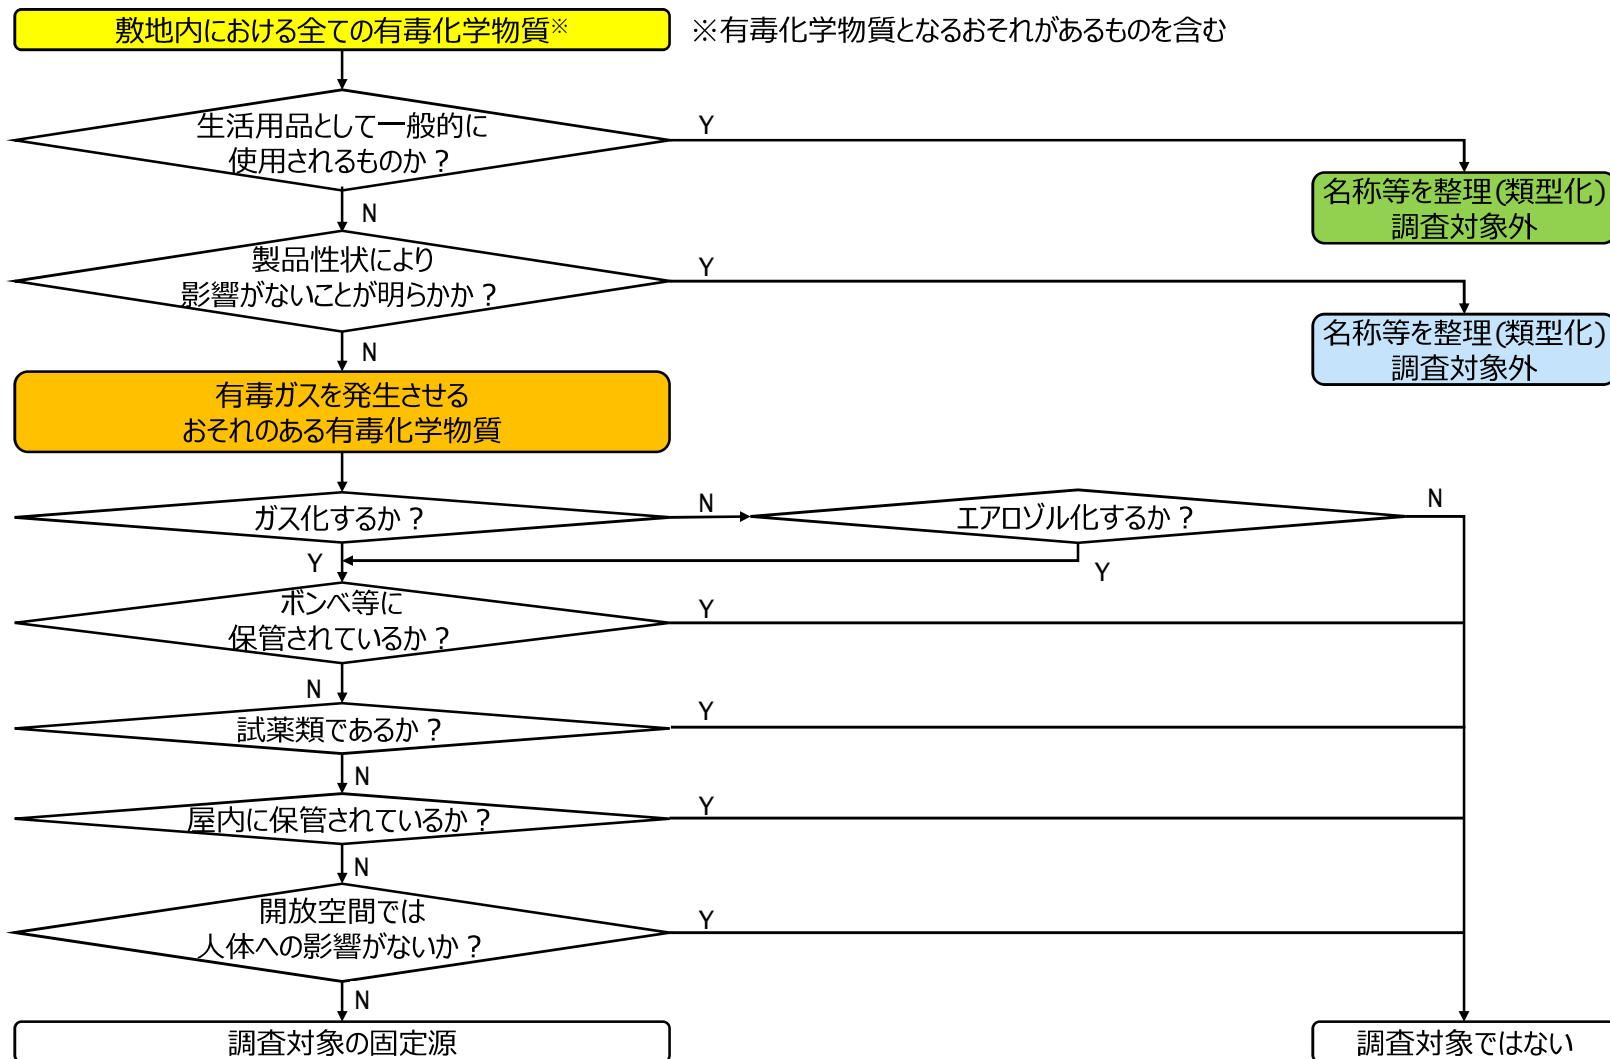 敷地内における全ての有毒化学物質※
※有毒化学物質となるおそれがあるものを含む
生活用品として一般的に
使用されるものか？
Y
名称等を整理(類型化)
調査対象外
N
製品性状により
影響がないことが明らかか？
Y
名称等を整理(類型化)
調査対象外
N
有毒ガスを発生させる
おそれのある有毒化学物質
ガス化するか？
N
エアロゾル化するか？
N
Y
Y
ボンベ等に
保管されているか？
Y
N
試薬類であるか？
Y
N
屋内に保管されているか？
Y
N
開放空間では
人体への影響がないか？
Y
N
調査対象の固定源
調査対象ではない